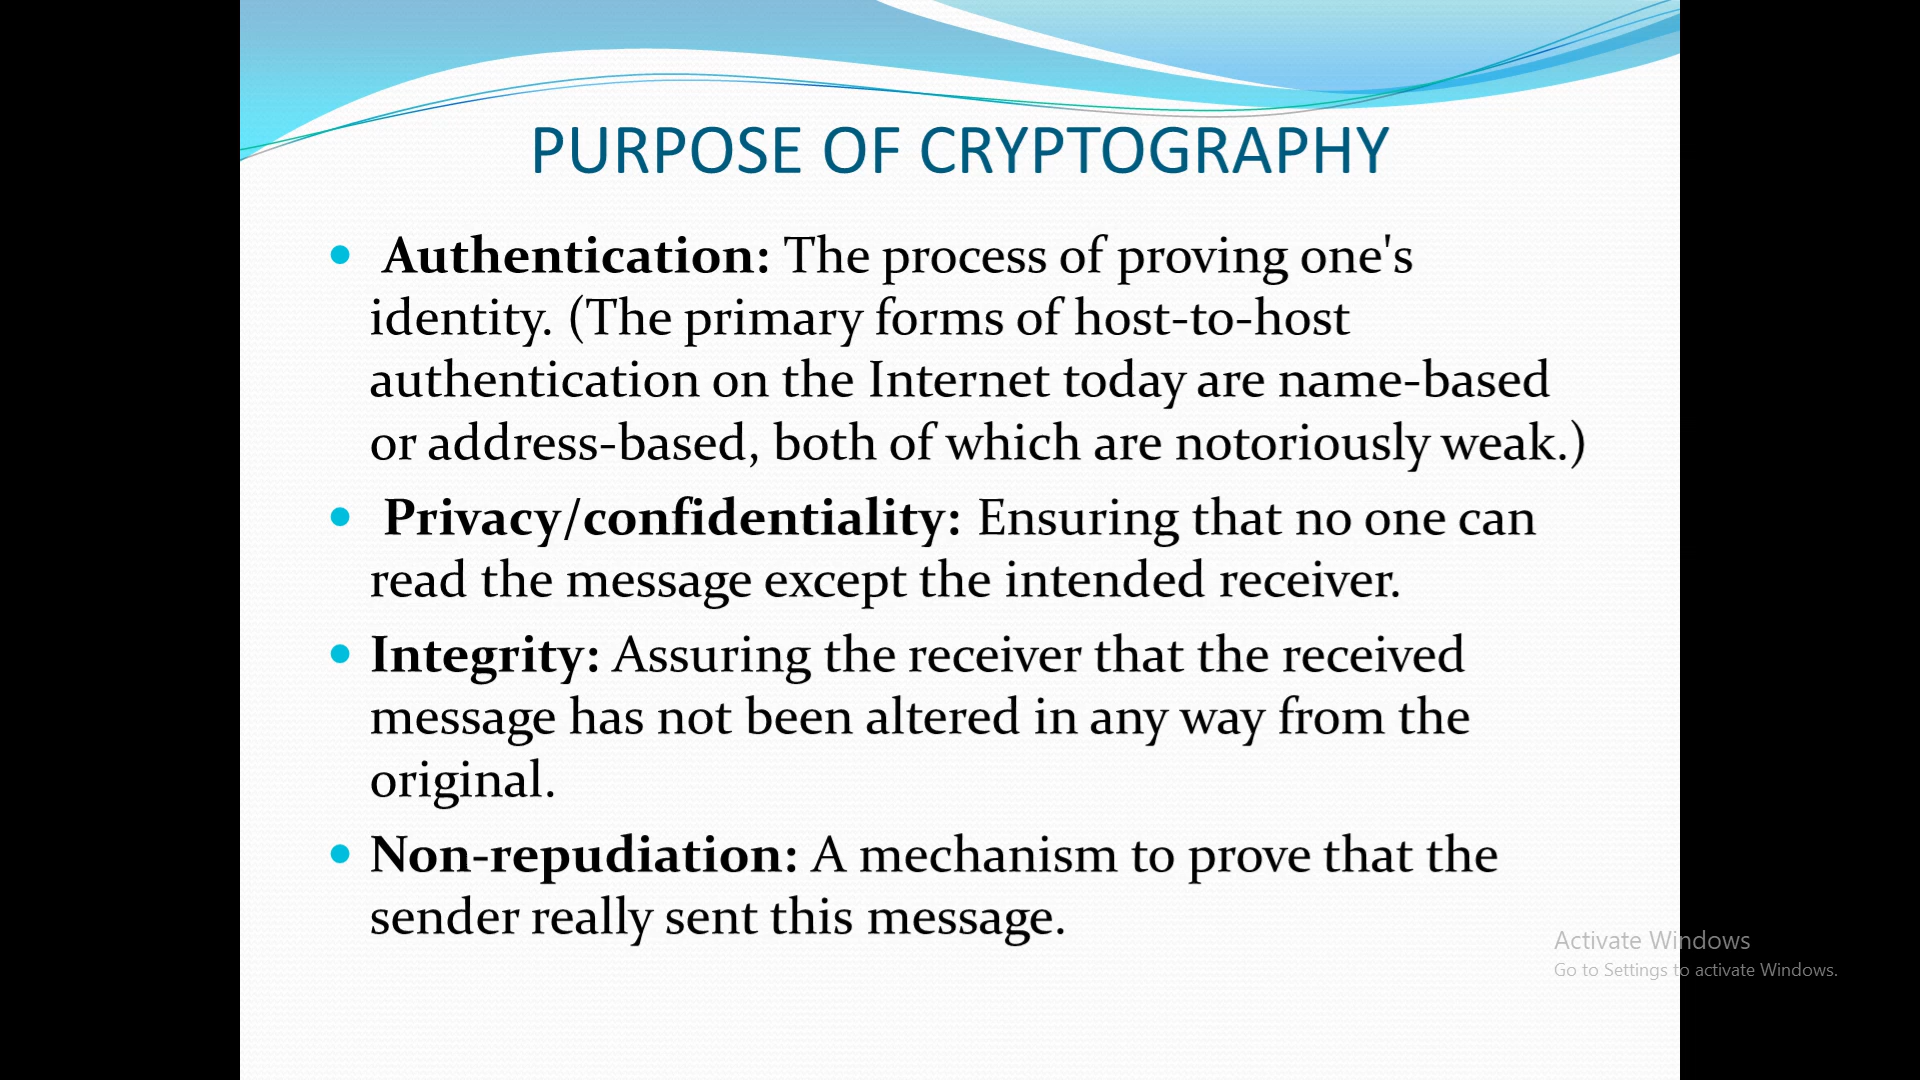 PURPOSE OF CRYPTOGRAPHY
Authentication: The process of proving one's
identity. (The primary forms of host-to-host
authentication on the Internet today are name-based
or address-based, both of which are notoriously weak.)
Privacy/confidentiality: Ensuring that no one can
read the message except the intended receiver.
Integrity: Assuring the receiver that the received
message has not been altered in any way from the
original.
Non-repudiation: A mechanism to prove that the
sender really sent this message.
Activate Windows
Go to Settings to activate Windows.